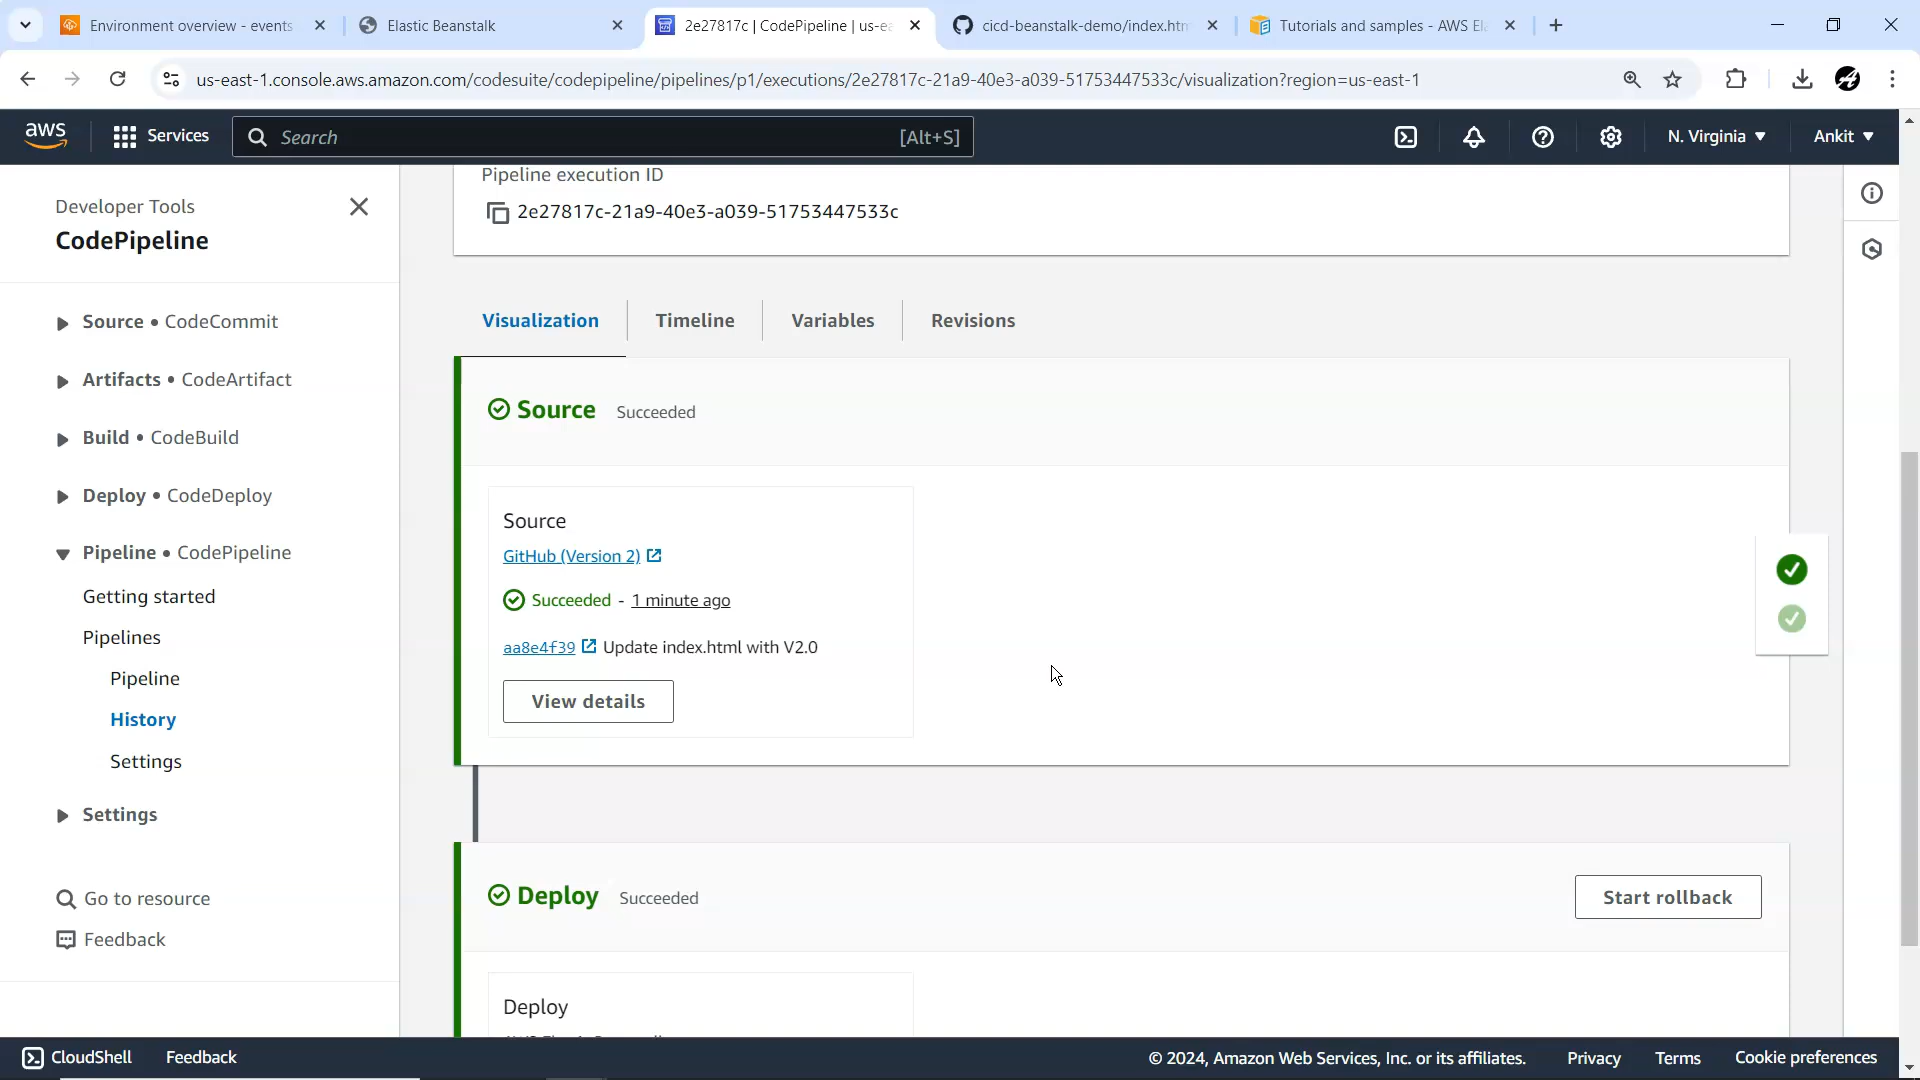 Environment overview - events
Elastic Beanstalk
2e27817c | CodePipeline | us-ea
cicd-beanstalk-demo/index.htm
Tutorials and samples - AWS Ela
us-east-1.console.aws.amazon.com/codesuite/codepipeline/pipelines/p1/executions/2e27817c-21a9-40e3-a039-51753447533c/visualization?region=us-east-1
aws
Services
Search
[Alt+S]
N. Virginia
Ankit
Developer Tools
CodePipeline
Source • CodeCommit
Artifacts • CodeArtifact
Build • CodeBuild
Deploy • CodeDeploy
Pipeline • CodePipeline
Getting started
Pipelines
Pipeline
History
Settings
Settings
Go to resource
Feedback
Pipeline execution ID
2e27817c-21a9-40e3-a039-51753447533c
Visualization
Timeline
Variables
Revisions
Source Succeeded
Source
GitHub (Version 2)
Succeeded - 1 minute ago
aa8e4f39 Update index.html with V2.0
View details
Deploy Succeeded
Start rollback
Deploy
CloudShell
Feedback
© 2024, Amazon Web Services, Inc. or its affiliates.
Privacy
Terms
Cookie preferences